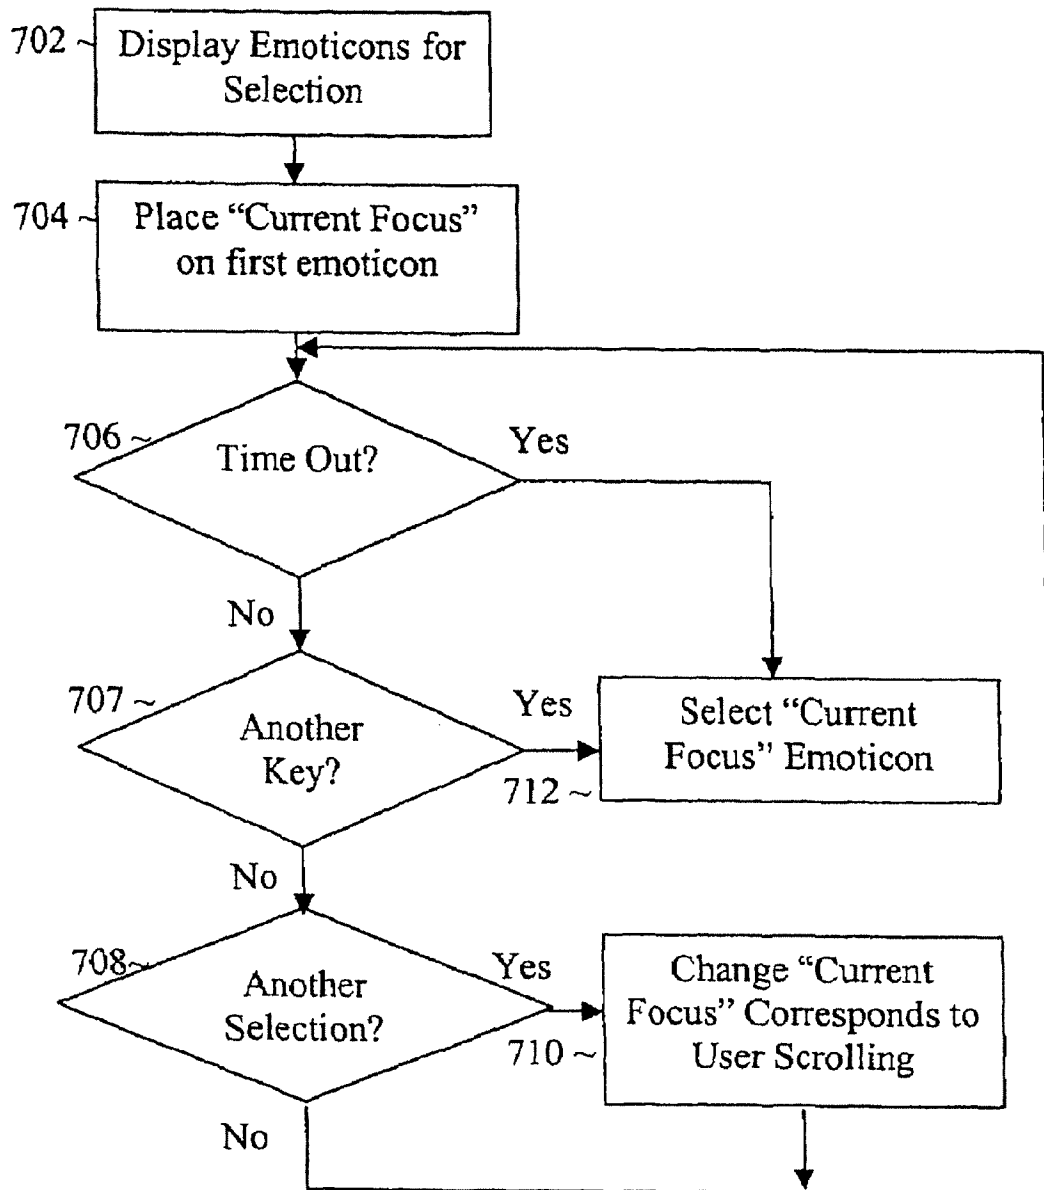 702 ~
Display Emoticons for
Selection
704 ~
Place “Current Focus”
on first emoticon
706 ~
Time Out?
Yes
No
707 ~
Another
Key?
Yes
712 ~
Select “Current
Focus” Emoticon
No
708~
Another
Selection?
Yes
710 ~
Change “Current
Focus” Corresponds to
User Scrolling
No